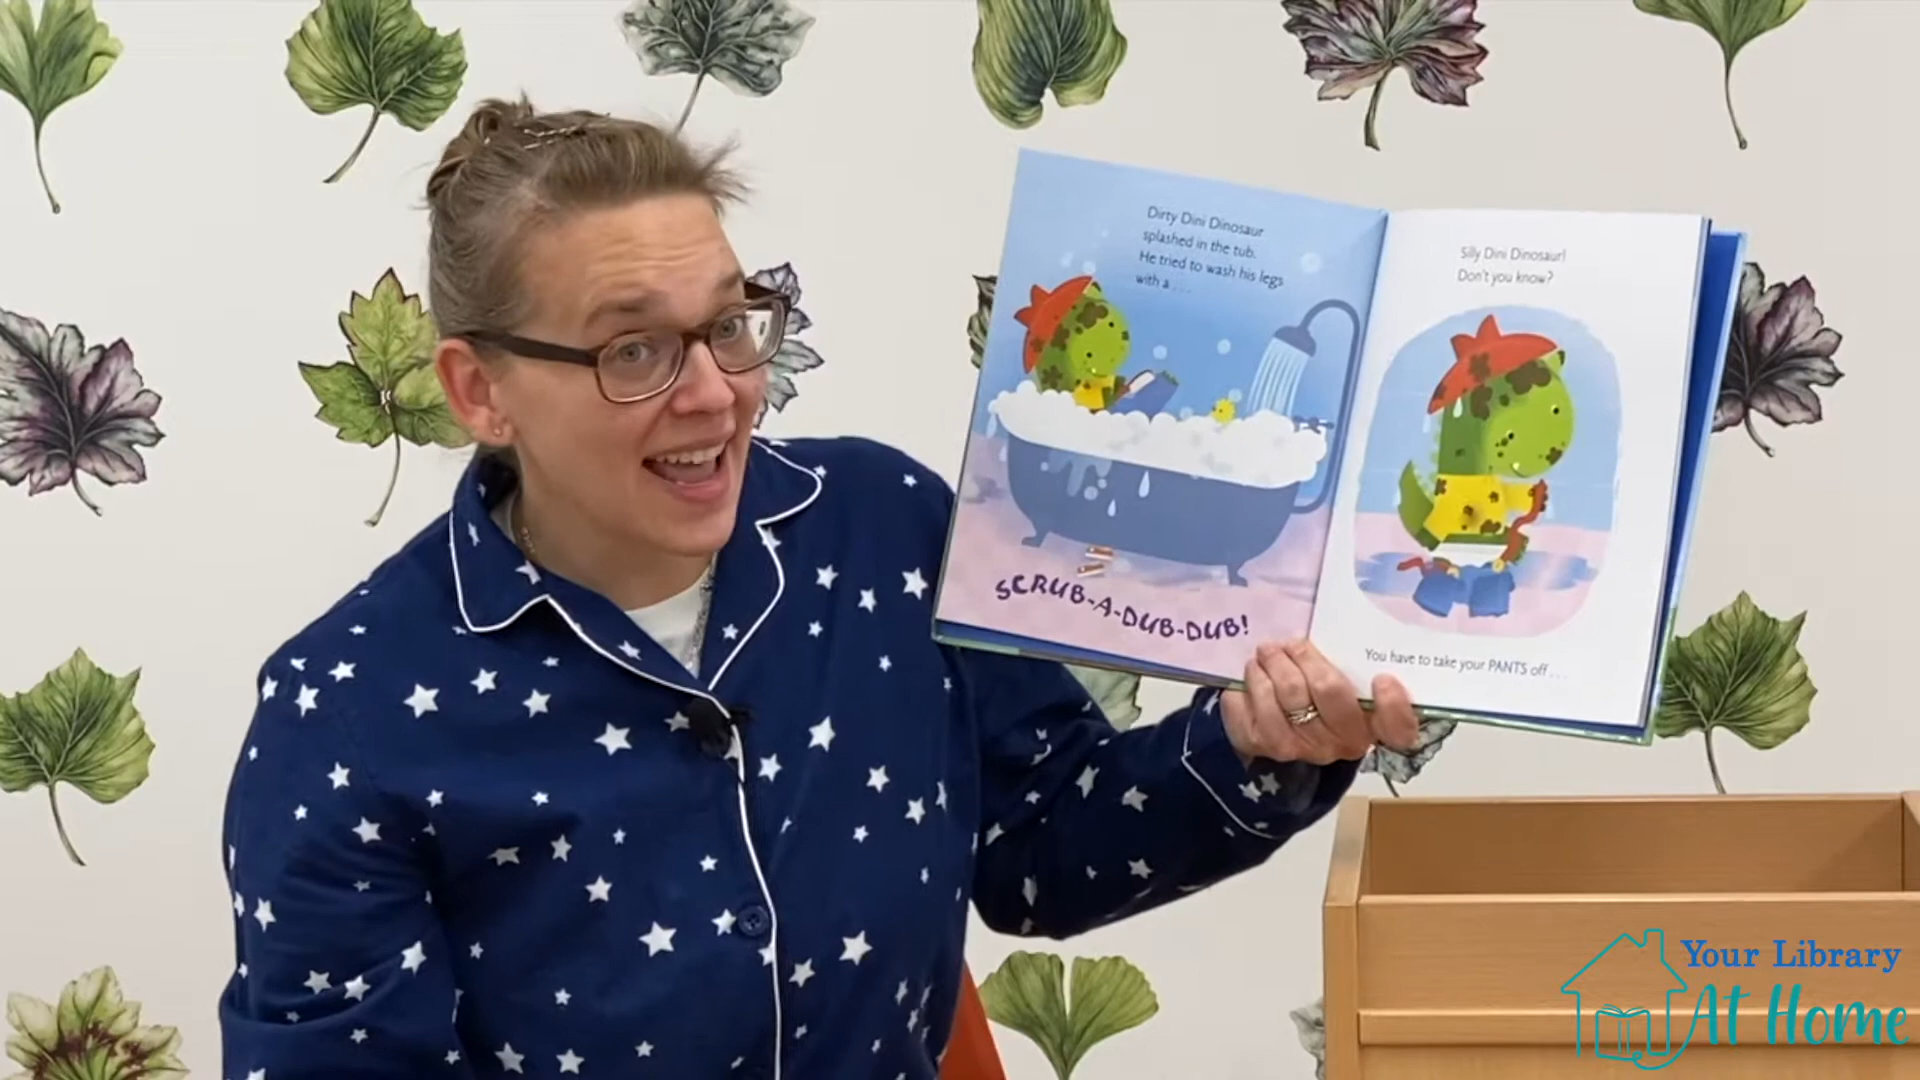 Dirty Dini Dinosaur
splashed in the tub.
He tried to wash his legs
with a . . .
SCRUB-A-DUB-DUB!
Silly Dini Dinosaur!
Don't you know?
You have to take your PANTS off . . .
Your Library
At Home